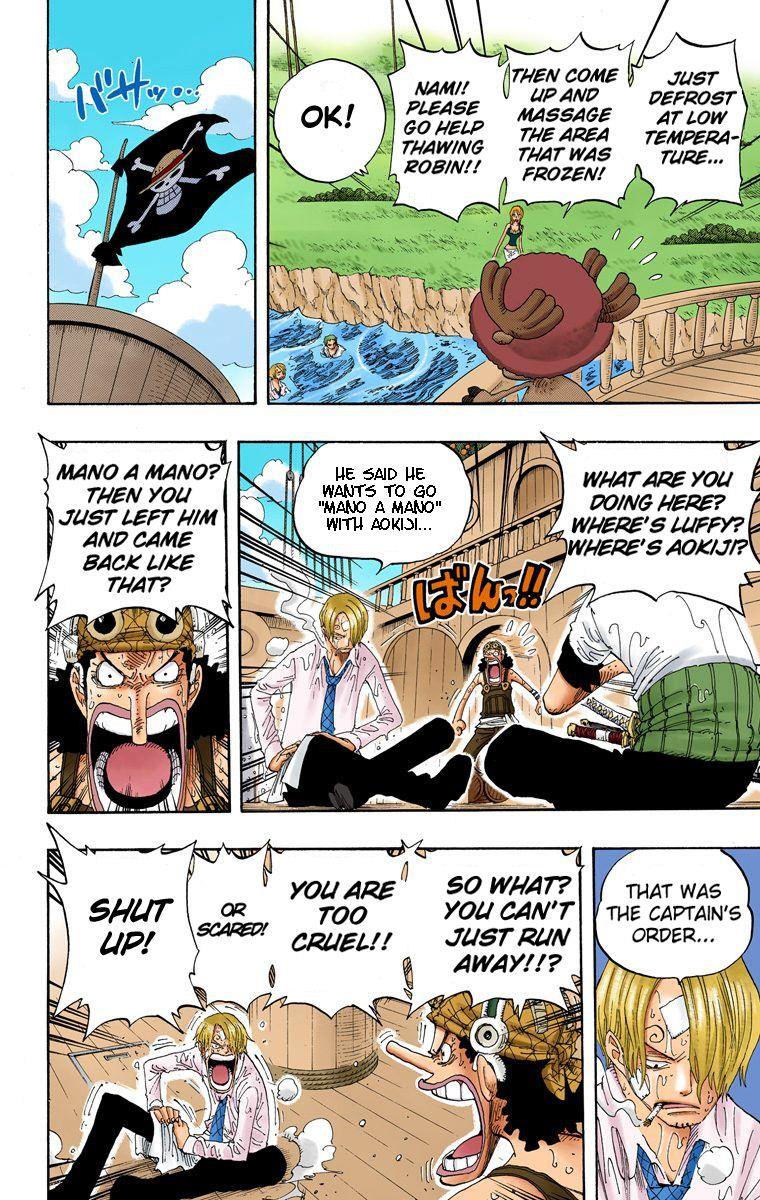 JUST
DEFROST
AT LOW
TEMPERA-
TURE...
THEN COME
UP AND
MASSAGE
THE AREA
THAT WAS
FROZEN!
NAMI!
PLEASE
GO HELP
THAWING
ROBIN!!
OK!
バサッ...
WHAT ARE YOU
DOING HERE?
WHERE'S LUFFY?
WHERE'S AOKIJI?
ばんっ!!
HE SAID HE
WANTS TO GO
"MANO A MANO"
WITH AOKIJI...
MANO A MANO?
THEN YOU
JUST LEFT HIM
AND CAME
BACK LIKE
THAT?
THAT WAS
THE CAPTAIN'S
ORDER...
SO WHAT?
YOU CAN'T
JUST RUN
AWAY!!?
YOU ARE
TOO
CRUEL!!
OR
SCARED!
SHUT
UP!